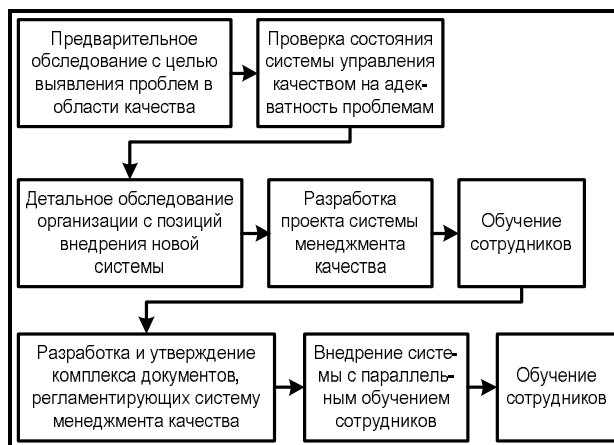 Предварительное
обследование с целью
выявления проблем в
области качества
Проверка состояния
системы управления
качеством на адек-
ватность проблемам
Детальное обследование
организации с позиций
внедрения новой
системы
Разработка
проекта системы
менеджмента
качества
Обучение
сотрудников
Разработка и утверждение
комплекса документов,
регламентирующих систему
менеджмента качества
Внедрение систе-
мы с параллель-
ным обучением
сотрудников
Обучение
сотрудников